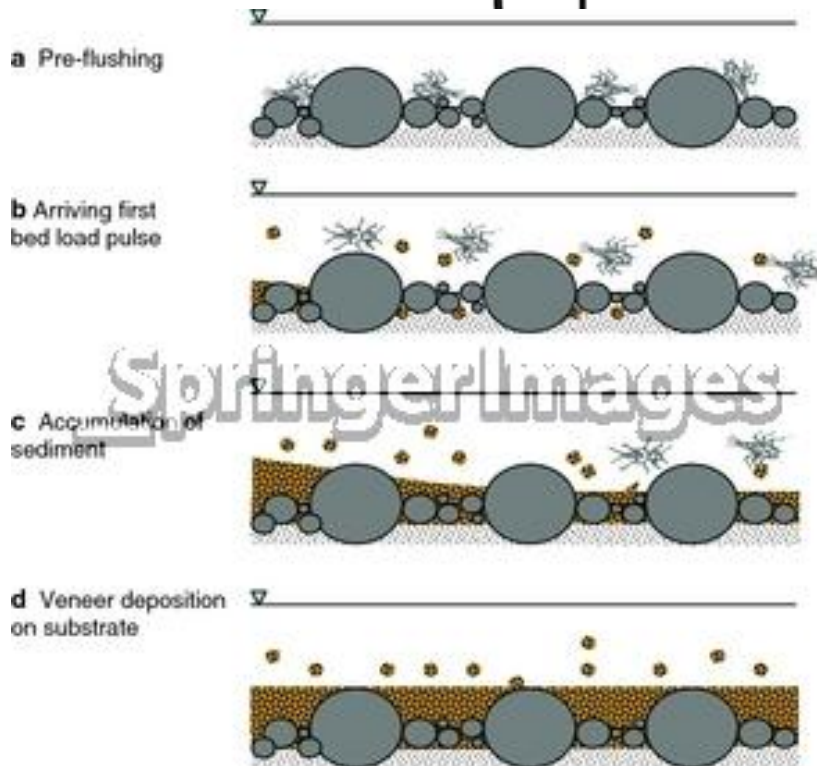 a Pre-flushing
b Arriving first
bed load pulse
SpringerImages
c Accumulation of
sediment
d Veneer deposition
on substrate